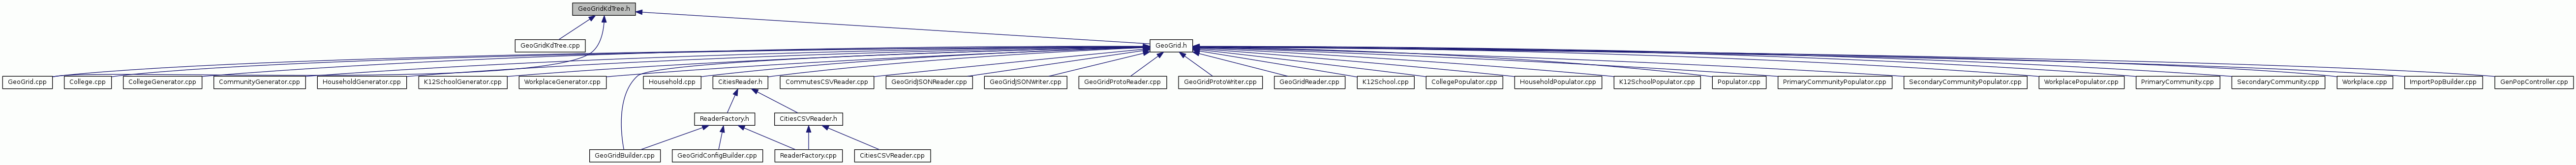 GeoGridKdTree.h
GeoGridKdTree.cpp
GeoGrid.h
GeoGrid.cpp
College.cpp
CollegeGenerator.cpp
CommunityGenerator.cpp
HouseholdGenerator.cpp
K12SchoolGenerator.cpp
WorkplaceGenerator.cpp
Household.cpp
CitiesReader.h
CommutesCSVReader.cpp
GeoGridJSONReader.cpp
GeoGridJSONWriter.cpp
GeoGridProtoReader.cpp
GeoGridProtoWriter.cpp
GeoGridReader.cpp
K12School.cpp
CollegePopulator.cpp
HouseholdPopulator.cpp
K12SchoolPopulator.cpp
Populator.cpp
PrimaryCommunityPopulator.cpp
SecondaryCommunityPopulator.cpp
WorkplacePopulator.cpp
PrimaryCommunity.cpp
SecondaryCommunity.cpp
Workplace.cpp
ImportPopBuilder.cpp
GenPopController.cpp
ReaderFactory.h
CitiesCSVReader.h
GeoGridBuilder.cpp
GeoGridConfigBuilder.cpp
ReaderFactory.cpp
CitiesCSVReader.cpp